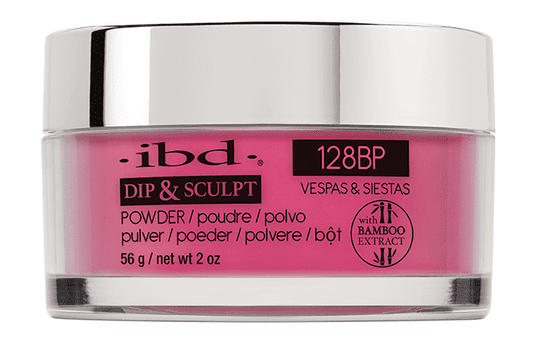 ·ibd·®
DIP & SCULPT
POWDER / poudre / polvo
pulver / poeder / polvere / bột
56 g / net wt 2 oz
128BP
VESPAS & SIESTAS
with
BAMBOO
EXTRACT